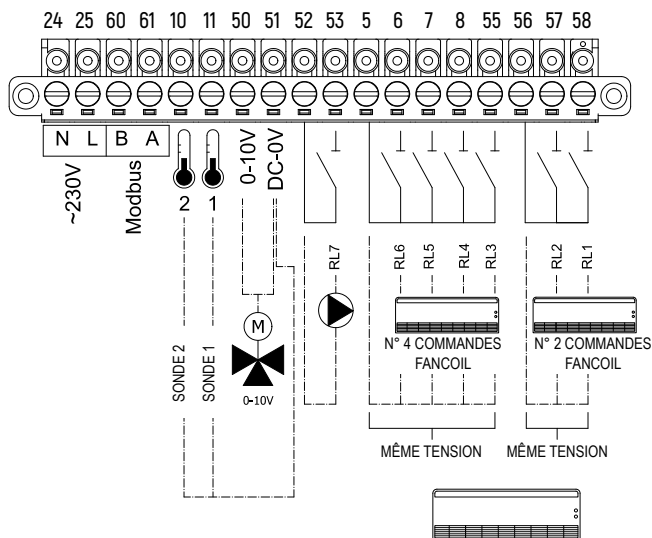 24 25 60 61 10 11 50 51 52 53 5 6 7 8 55 56 57 58
N L B A
~230V
Modbus
2 1
0-10V
DC-0V
SONDE 2
SONDE 1
M
0-10V
RL7
RL6
RL5
RL4
RL3
RL2
RL1
N° 4 COMMANDES
FANCOIL
N° 2 COMMANDES
FANCOIL
MÊME TENSION
MÊME TENSION